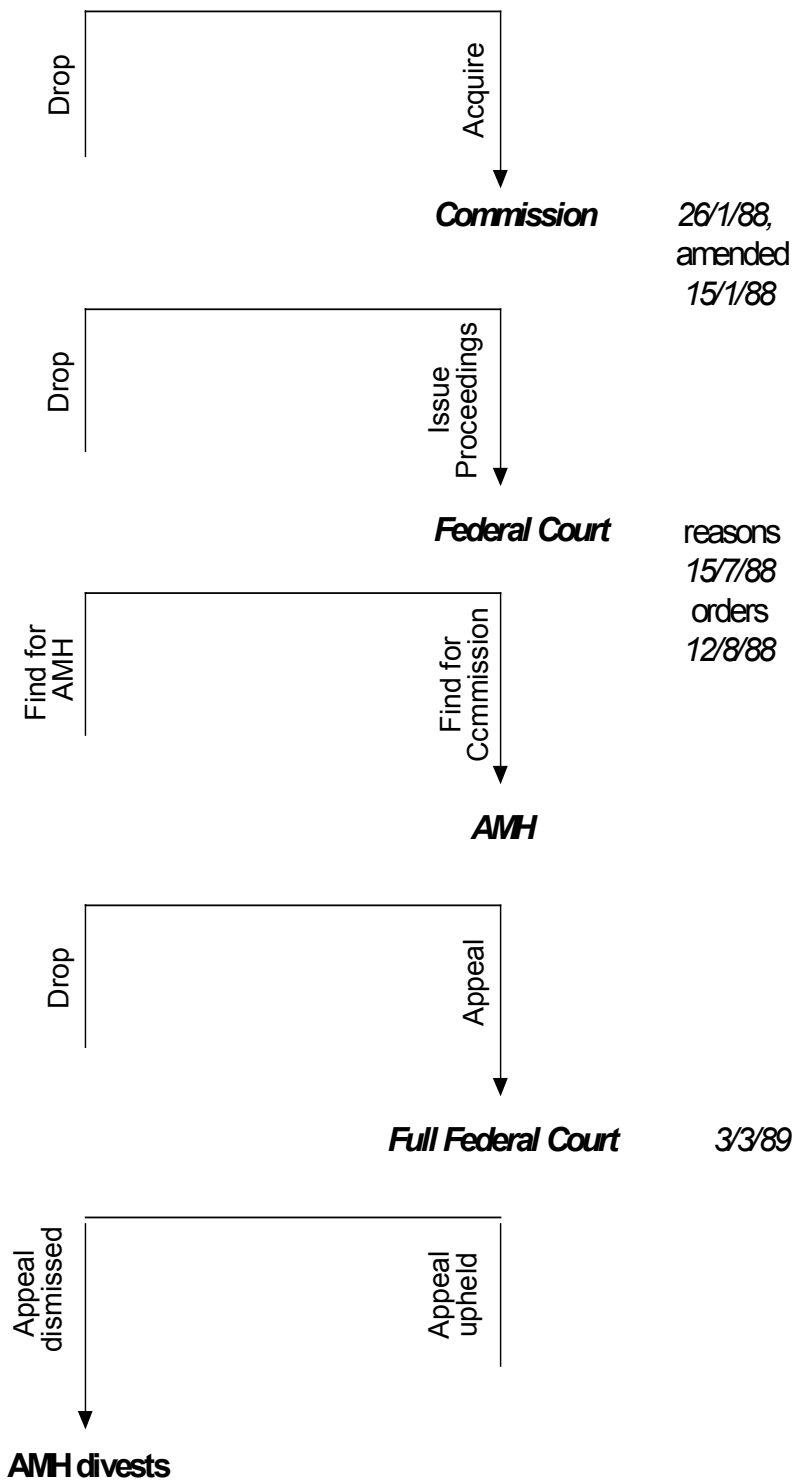 Drop
Acquire
Commission 26/1/88,
amended
15/1/88
Drop
Issue
Proceedings
Federal Court reasons
15/7/88
orders
12/8/88
Find for
AMH
Find for
Ccmmission
AMH
Drop
Appeal
Full Federal Court 3/3/89
Appeal
dismissed
Appeal
upheld
AMH divests